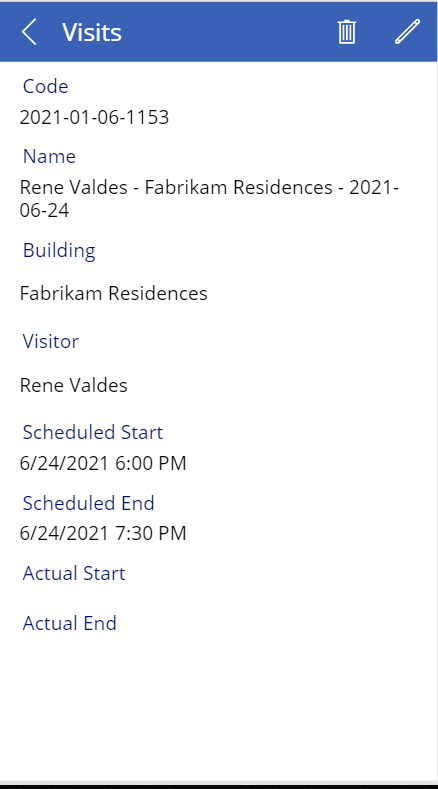 Visits
Code
2021-01-06-1153
Name
Rene Valdes - Fabrikam Residences - 2021-
06-24
Building
Fabrikam Residences
Visitor
Rene Valdes
Scheduled Start
6/24/2021 6:00 PM
Scheduled End
6/24/2021 7:30 PM
Actual Start
Actual End